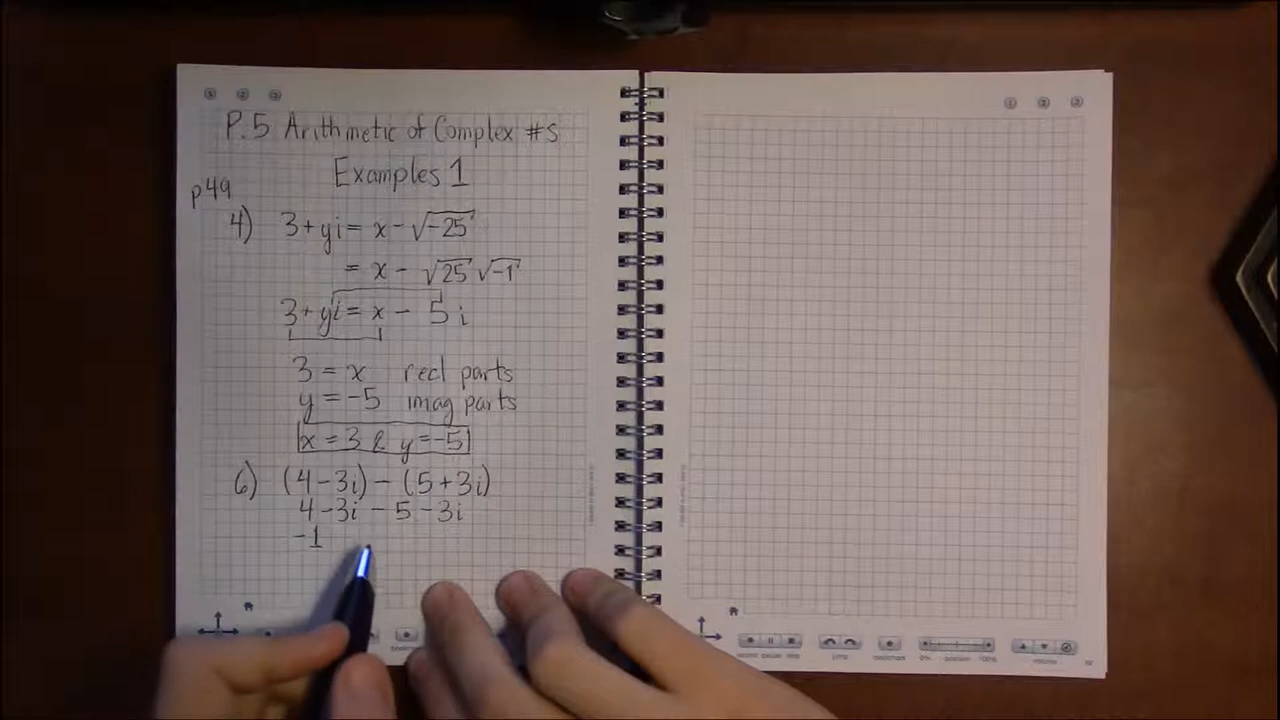 P.5 Arithmetic of Complex #s
Examples 1
p49
4) 3+yi = x - √-25
= x - √25 √-1
3+yi = x - 5i
3 = x real parts
y = -5 imag parts
x = 3 & y = -5
6) (4-3i) - (5+3i)
4-3i - 5 - 3i
-1